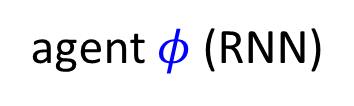 agent ϕ (RNN)